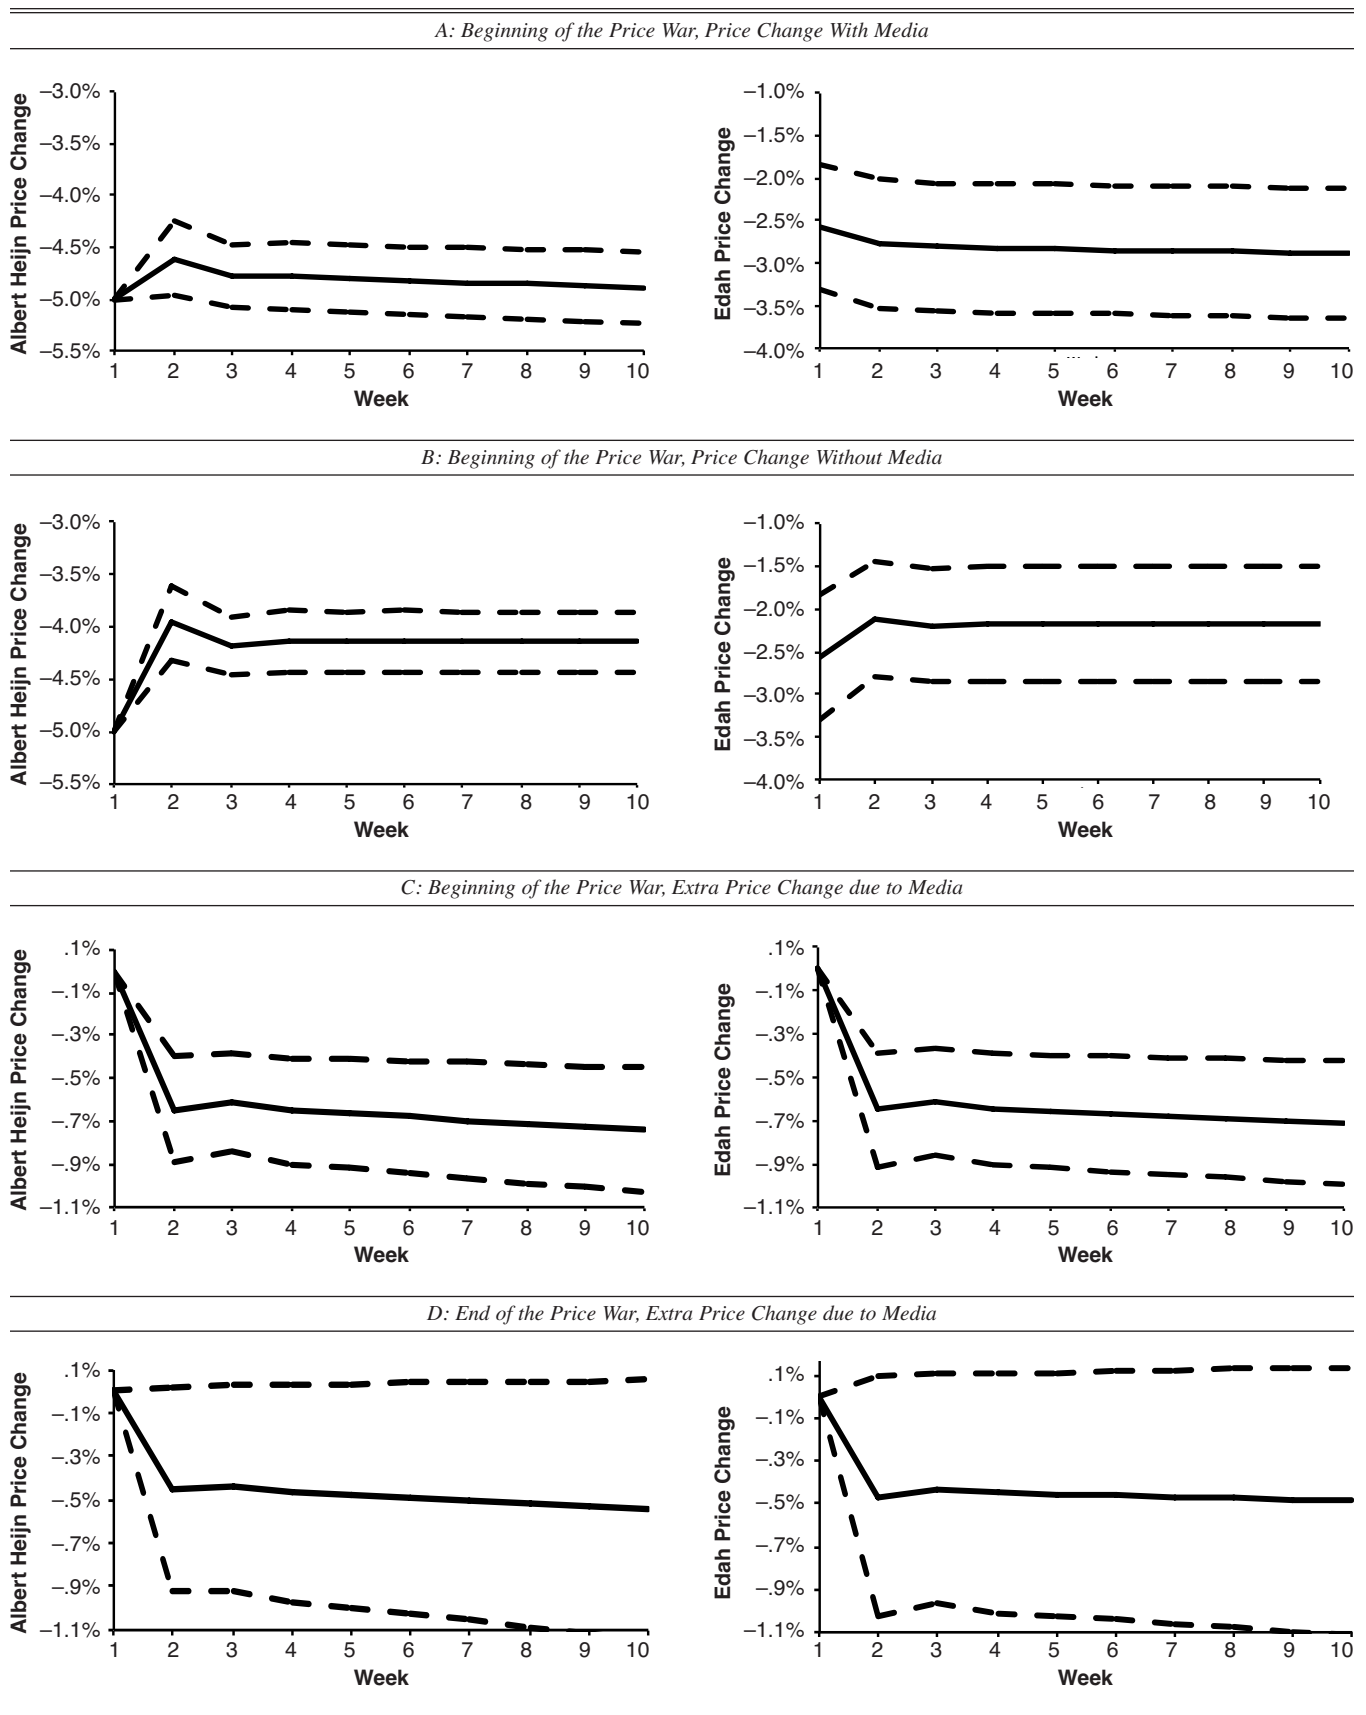 A: Beginning of the Price War, Price Change With Media
Albert Heijn Price Change
–3.0%
–3.5%
–4.0%
–4.5%
–5.0%
–5.5%
1 2 3 4 5 6 7 8 9 10
Week
Edah Price Change
–1.0%
–1.5%
–2.0%
–2.5%
–3.0%
–3.5%
–4.0%
1 2 3 4 5 6 7 8 9 10
Week
B: Beginning of the Price War, Price Change Without Media
Albert Heijn Price Change
–3.0%
–3.5%
–4.0%
–4.5%
–5.0%
–5.5%
1 2 3 4 5 6 7 8 9 10
Week
Edah Price Change
–1.0%
–1.5%
–2.0%
–2.5%
–3.0%
–3.5%
–4.0%
1 2 3 4 5 6 7 8 9 10
Week
C: Beginning of the Price War, Extra Price Change due to Media
Albert Heijn Price Change
.1%
–.1%
–.3%
–.5%
–.7%
–.9%
–1.1%
1 2 3 4 5 6 7 8 9 10
Week
Edah Price Change
.1%
–.1%
–.3%
–.5%
–.7%
–.9%
–1.1%
1 2 3 4 5 6 7 8 9 10
Week
D: End of the Price War, Extra Price Change due to Media
Albert Heijn Price Change
.1%
–.1%
–.3%
–.5%
–.7%
–.9%
–1.1%
1 2 3 4 5 6 7 8 9 10
Week
Edah Price Change
.1%
–.1%
–.3%
–.5%
–.7%
–.9%
–1.1%
1 2 3 4 5 6 7 8 9 10
Week